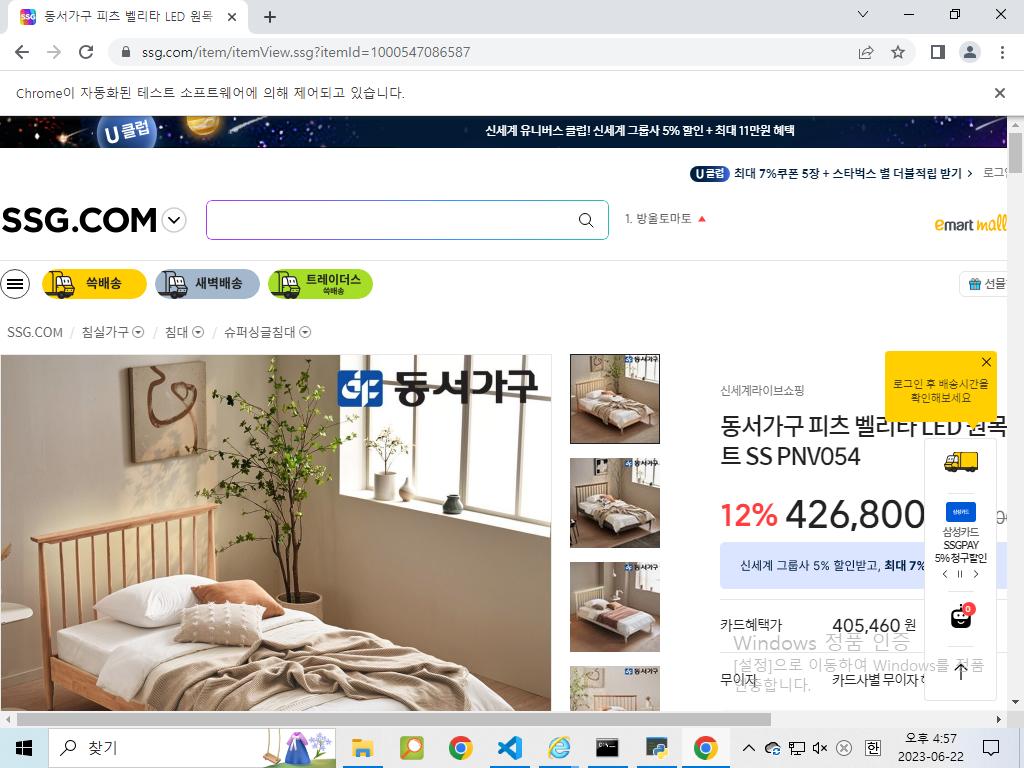 동서가구 피츠 벨리타 LED 원목
ssg.com/item/itemView.ssg?itemId=1000547086587
Chrome이 자동화된 테스트 소프트웨어에 의해 제어되고 있습니다.
U 클럽
신세계 유니버스 클럽! 신세계 그룹사 5% 할인 + 최대 11만원 혜택
U 클럽 최대 7%쿠폰 5장 + 스타벅스 별 더블적립 받기
로그인
SSG.COM
1. 방울토마토
emart mall
쓱배송
새벽배송
트레이더스
쓱배송
선물
SSG.COM / 침실가구 / 침대 / 슈퍼싱글침대
동서가구
신세계라이브쇼핑
동서가구 피츠 벨리타 LED 원목
트 SS PNV054
12% 426,800
신세계 그룹사 5% 할인받고, 최대 7%
카드혜택가 405,460 원
무이자 카드사별 무이자
로그인 후 배송시간을
확인해보세요
삼성카드
삼성카드
SSGPAY
5% 청구할인
0
Windows 정품 인증
[설정]으로 이동하여 Windows를 정품
인증합니다.
찾기
한
오후 4:57
2023-06-22